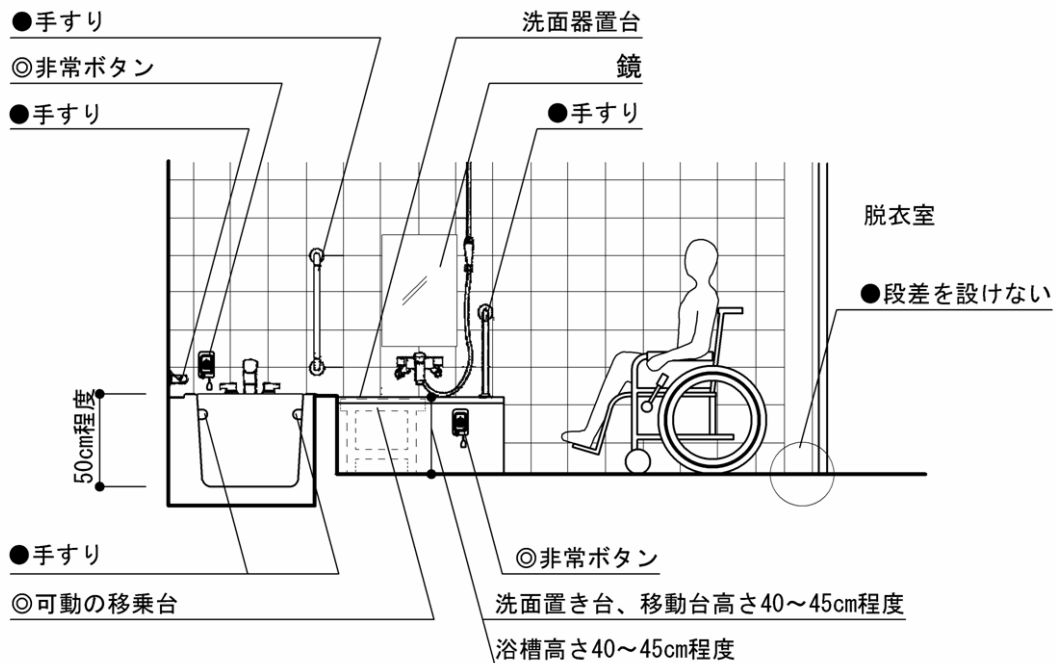 ●手すり
洗面器置台
◎非常ボタン
鏡
●手すり
●手すり
脱衣室
●段差を設けない
50cm程度
●手すり
◎非常ボタン
◎可動の移乗台
洗面置き台、移動台高さ40～45cm程度
浴槽高さ40～45cm程度